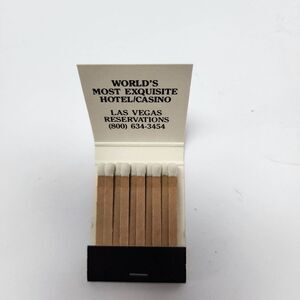 WORLD'S
MOST EXQUISITE
HOTEL/CASINO
LAS VEGAS
RESERVATIONS
(800) 634-3454